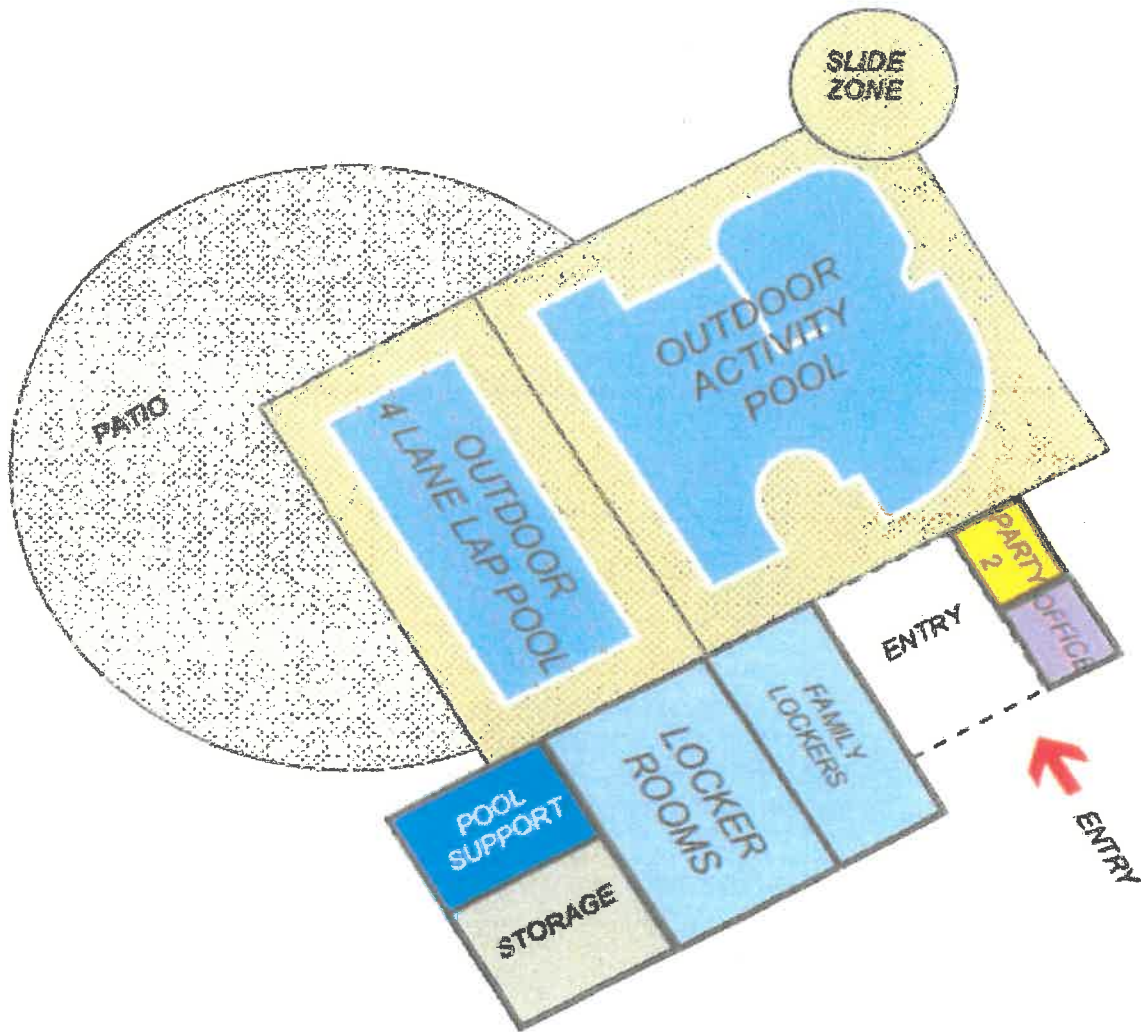 SLIDE
ZONE
PATIO
OUTDOOR
ACTIVITY
POOL
OUTDOOR
4 LANE LAP POOL
PARTY
2
OFFICE
ENTRY
FAMILY
LOCKERS
LOCKER
ROOMS
POOL
SUPPORT
STORAGE
ENTRY